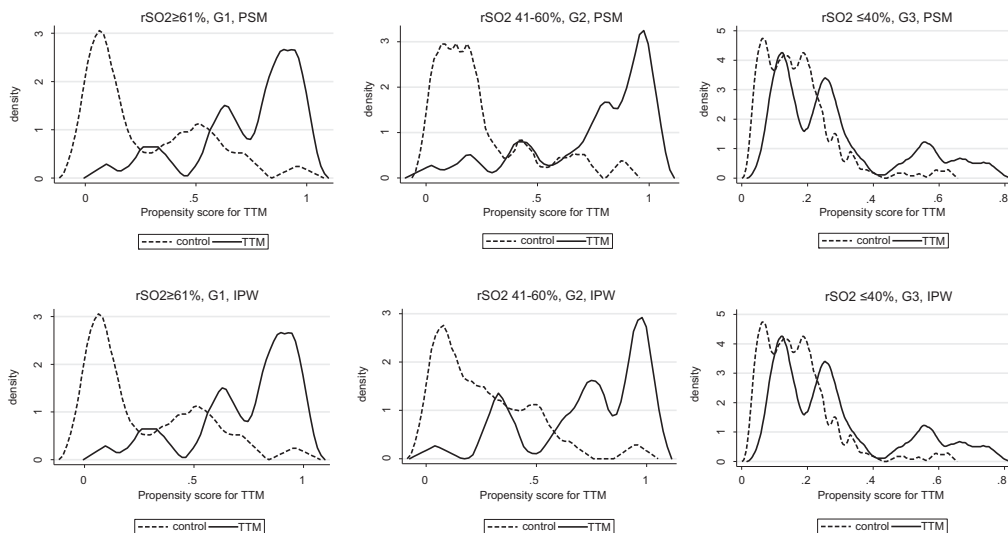 rSO2≥61%, G1, PSM
3
2
1
0
density
0
.5
1
Propensity score for TTM
control
TTM
rSO2 41-60%, G2, PSM
3
2
1
0
density
0
.5
1
Propensity score for TTM
control
TTM
rSO2 ≤40%, G3, PSM
5
4
3
2
1
0
density
0
.2
.4
.6
.8
Propensity score for TTM
control
TTM
rSO2≥61%, G1, IPW
3
2
1
0
density
0
.5
1
Propensity score for TTM
control
TTM
rSO2 41-60%, G2, IPW
3
2
1
0
density
0
.5
1
Propensity score for TTM
control
TTM
rSO2 ≤40%, G3, IPW
5
4
3
2
1
0
density
0
.2
.4
.6
.8
Propensity score for TTM
control
TTM